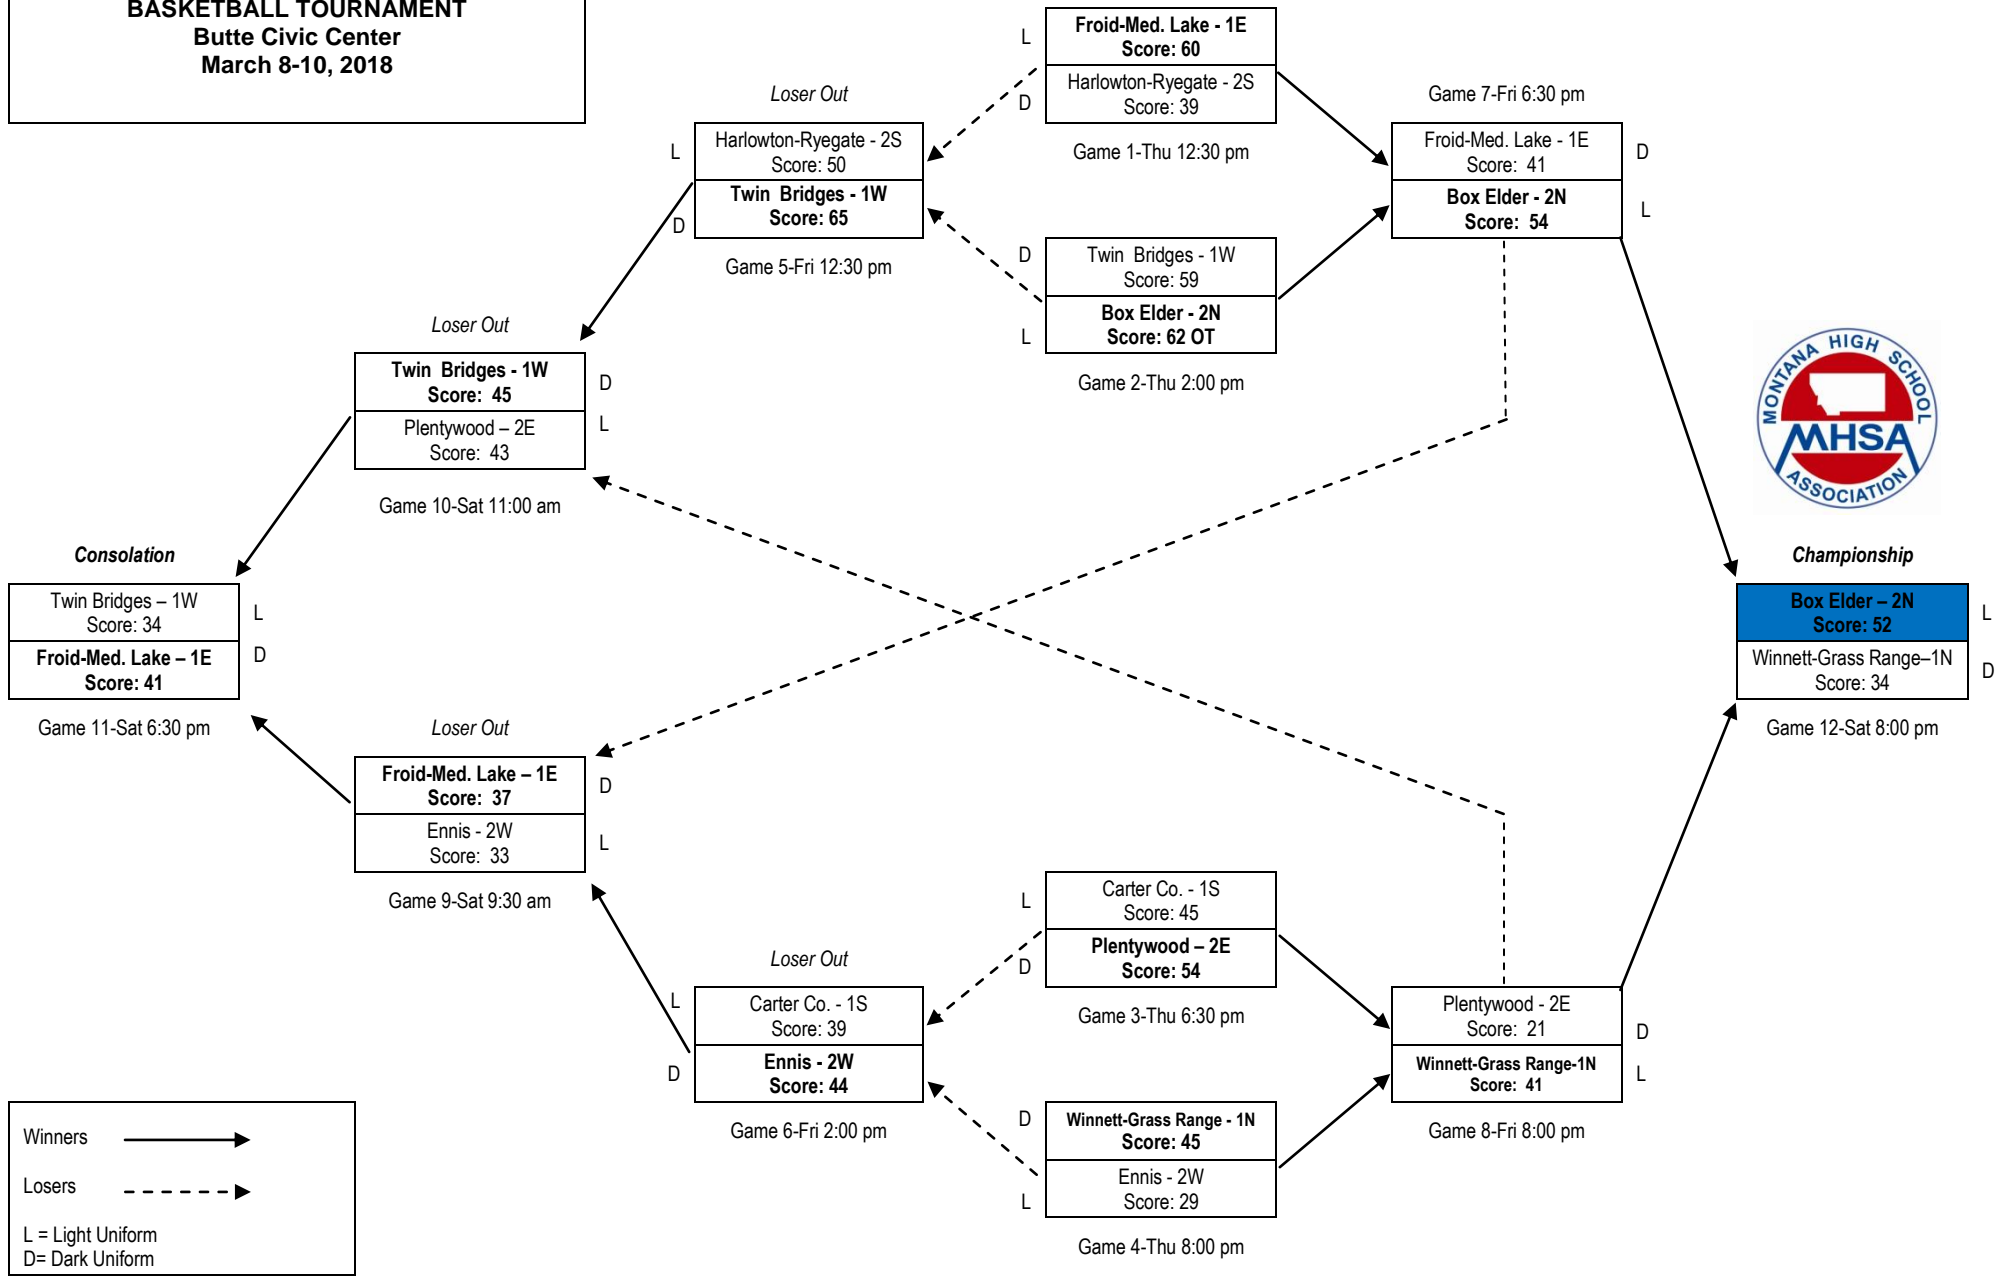 BASKETBALL TOURNAMENT
Butte Civic Center
March 8-10, 2018
L
Froid-Med. Lake - 1E
Score: 60
D
Harlowton-Ryegate - 2S
Score: 39
Game 1-Thu 12:30 pm
Loser Out
L
Harlowton-Ryegate - 2S
Score: 50
D
Twin Bridges - 1W
Score: 65
Game 5-Fri 12:30 pm
Game 7-Fri 6:30 pm
Froid-Med. Lake - 1E
Score: 41
D
Box Elder - 2N
Score: 54
L
D
Twin Bridges - 1W
Score: 59
L
Box Elder - 2N
Score: 62 OT
Game 2-Thu 2:00 pm
Loser Out
Twin Bridges - 1W
Score: 45
D
Plentywood – 2E
Score: 43
L
Game 10-Sat 11:00 am
MONTANA HIGH SCHOOL
MHSA
ASSOCIATION
Consolation
Twin Bridges – 1W
Score: 34
L
Froid-Med. Lake – 1E
Score: 41
D
Game 11-Sat 6:30 pm
Championship
Box Elder – 2N
Score: 52
L
Winnett-Grass Range–1N
Score: 34
D
Game 12-Sat 8:00 pm
Loser Out
Froid-Med. Lake – 1E
Score: 37
D
Ennis - 2W
Score: 33
L
Game 9-Sat 9:30 am
L
Carter Co. - 1S
Score: 45
D
Plentywood – 2E
Score: 54
Game 3-Thu 6:30 pm
Loser Out
L
Carter Co. - 1S
Score: 39
D
Ennis - 2W
Score: 44
Game 6-Fri 2:00 pm
Plentywood - 2E
Score: 21
D
Winnett-Grass Range-1N
Score: 41
L
Game 8-Fri 8:00 pm
D
Winnett-Grass Range - 1N
Score: 45
L
Ennis - 2W
Score: 29
Game 4-Thu 8:00 pm
Winners
Losers
L = Light Uniform
D= Dark Uniform